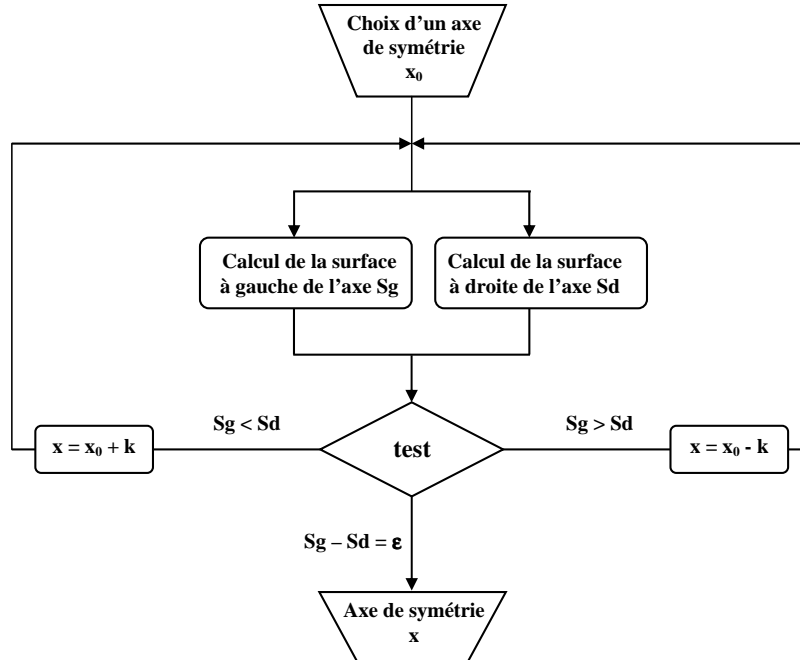 Choix d'un axe
de symétrie
x₀
Calcul de la surface
à gauche de l'axe Sg
Calcul de la surface
à droite de l'axe Sd
Sg < Sd
Sg > Sd
x = x₀ + k
test
x = x₀ - k
Sg – Sd = ε
Axe de symétrie
x